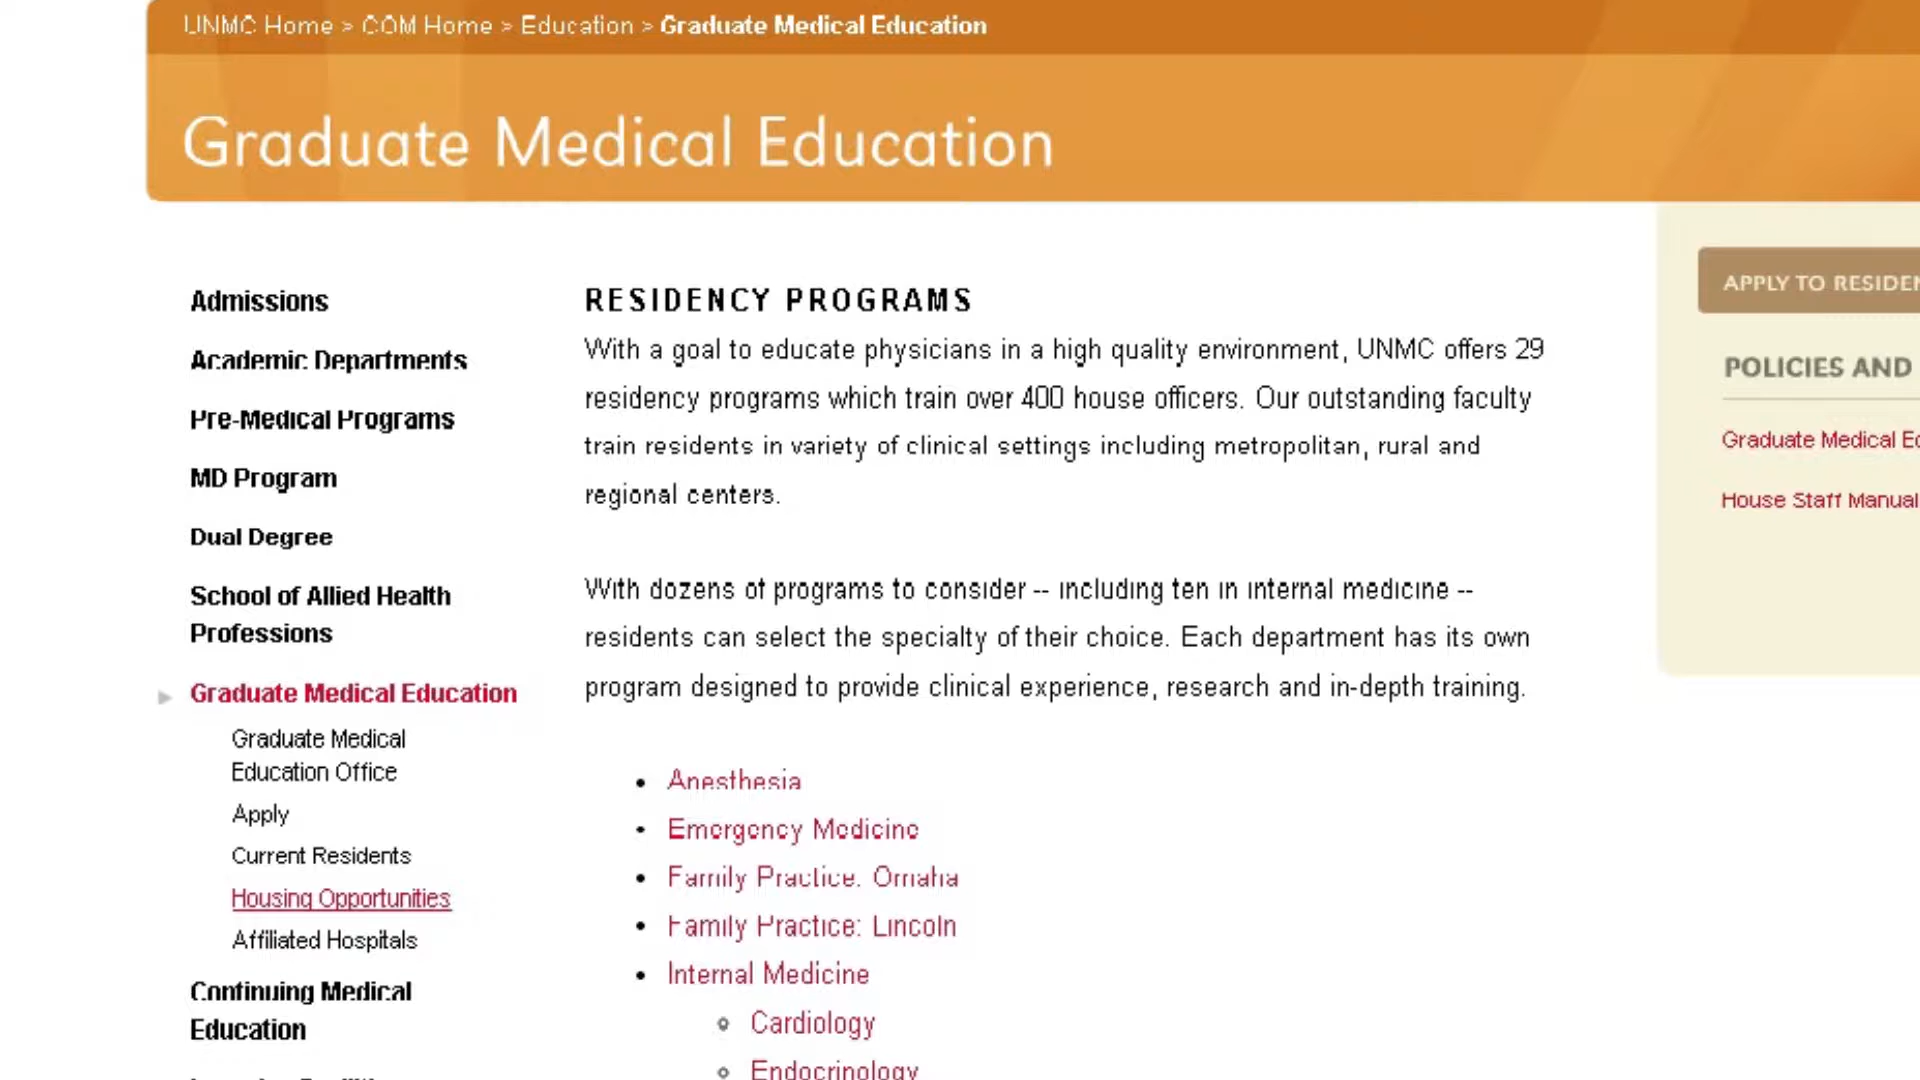 UNMC Home > COM Home > Education > Graduate Medical Education
Graduate Medical Education
Admissions
Academic Departments
Pre-Medical Programs
MD Program
Dual Degree
School of Allied Health
Professions
Graduate Medical Education
Graduate Medical
Education Office
Apply
Current Residents
Housing Opportunities
Affiliated Hospitals
Continuing Medical
Education
RESIDENCY PROGRAMS
With a goal to educate physicians in a high quality environment, UNMC offers 29
residency programs which train over 400 house officers. Our outstanding faculty
train residents in variety of clinical settings including metropolitan, rural and
regional centers.
With dozens of programs to consider -- including ten in internal medicine --
residents can select the specialty of their choice. Each department has its own
program designed to provide clinical experience, research and in-depth training.
• Anesthesia
• Emergency Medicine
• Family Practice: Omaha
• Family Practice: Lincoln
• Internal Medicine
Cardiology
Endocrinology
APPLY TO
POLICIES AND
Graduate Medical
House Staff Manual